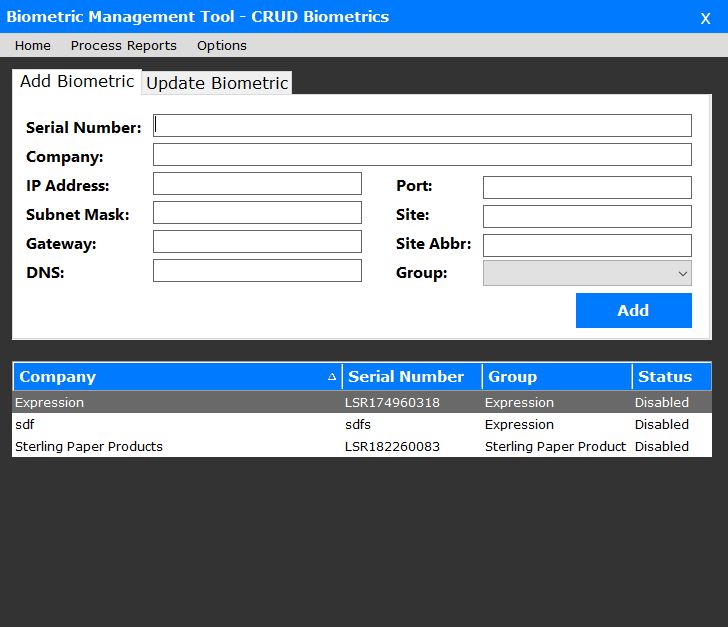 Biometric Management Tool - CRUD Biometrics X
Home Process Reports Options
Add Biometric Update Biometric
Serial Number:
Company:
IP Address: Port:
Subnet Mask: Site:
Gateway: Site Abbr:
DNS: Group:
Add
Company Serial Number Group Status
Expression LSR174960318 Expression Disabled
sdf sdfs Expression Disabled
Sterling Paper Products LSR182260083 Sterling Paper Product Disabled